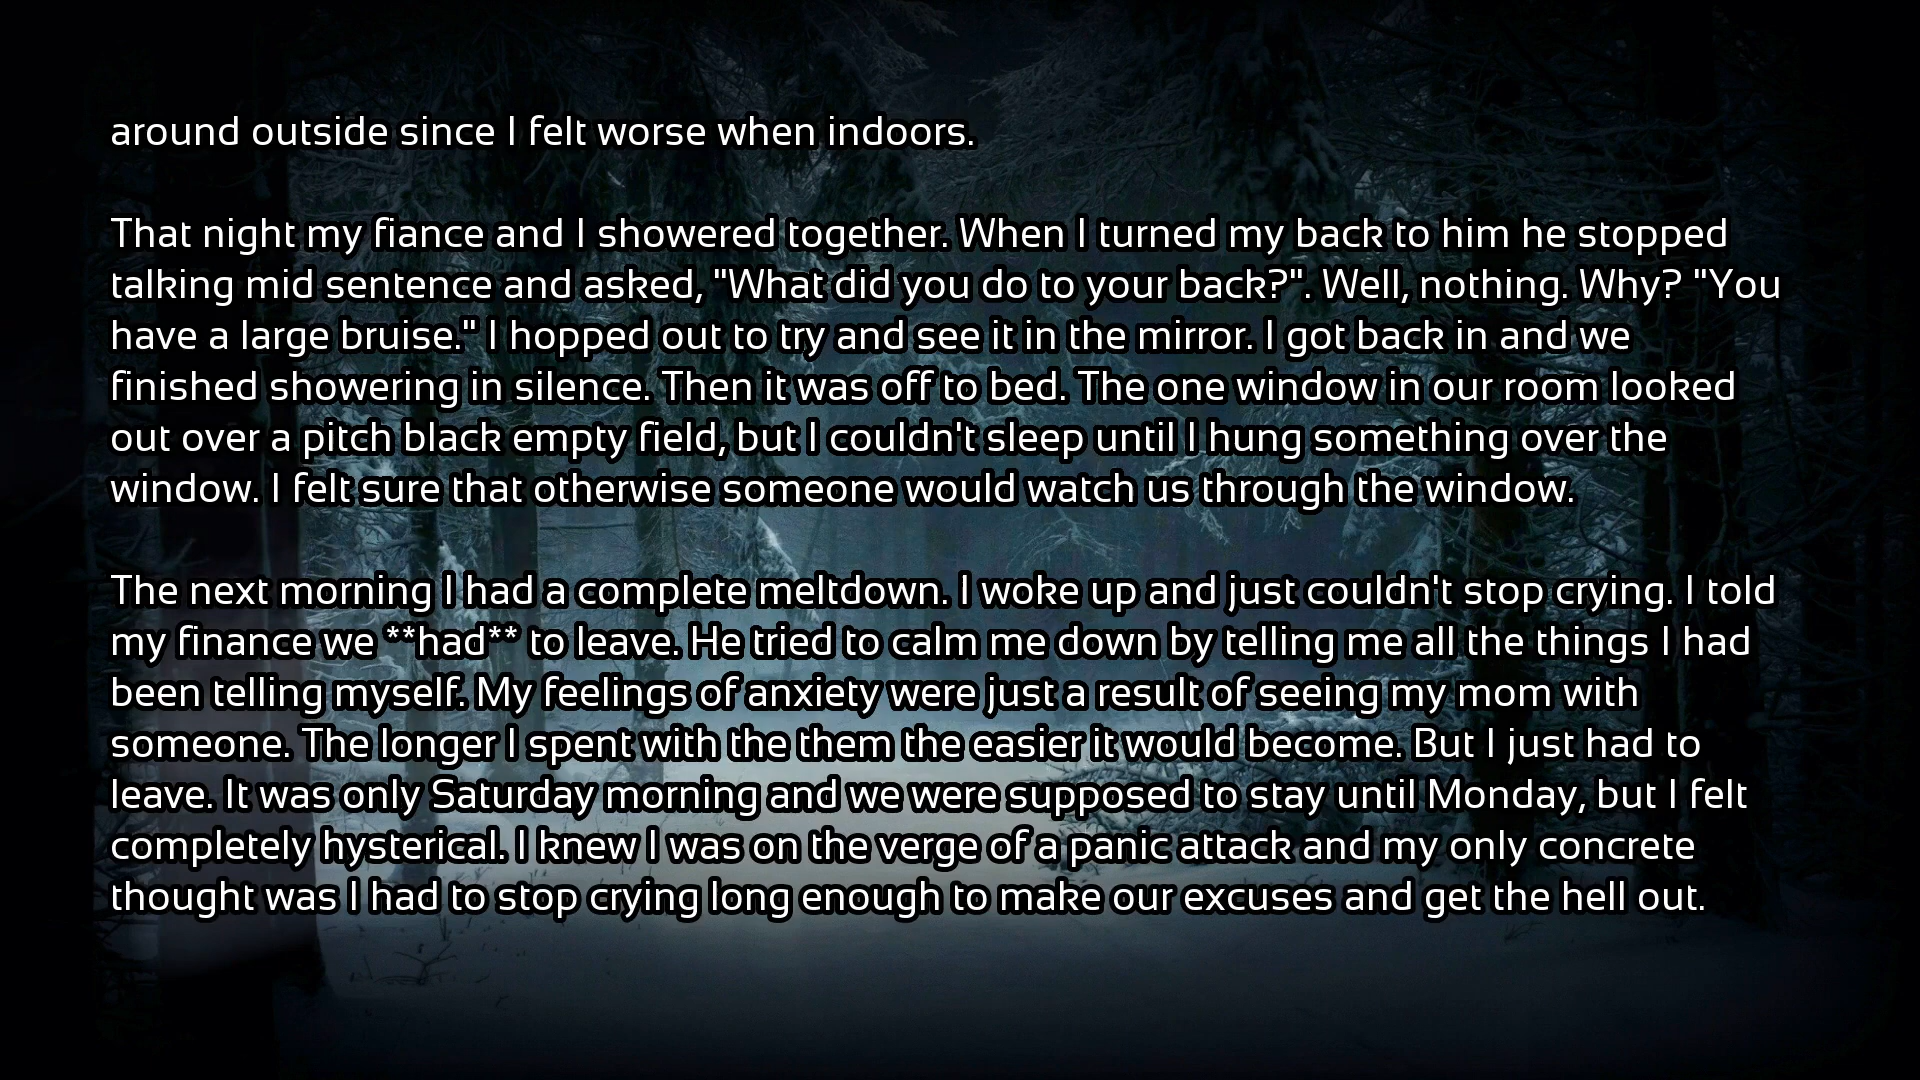 around outside since I felt worse when indoors.
That night my fiance and I showered together. When I turned my back to him he stopped
talking mid sentence and asked, "What did you do to your back?". Well, nothing. Why? "You
have a large bruise." I hopped out to try and see it in the mirror. I got back in and we
finished showering in silence. Then it was off to bed. The one window in our room looked
out over a pitch black empty field, but I couldn't sleep until I hung something over the
window. I felt sure that otherwise someone would watch us through the window.
The next morning I had a complete meltdown. I woke up and just couldn't stop crying. I told
my finance we **had** to leave. He tried to calm me down by telling me all the things I had
been telling myself. My feelings of anxiety were just a result of seeing my mom with
someone. The longer I spent with the them the easier it would become. But I just had to
leave. It was only Saturday morning and we were supposed to stay until Monday, but I felt
completely hysterical. I knew I was on the verge of a panic attack and my only concrete
thought was I had to stop crying long enough to make our excuses and get the hell out.